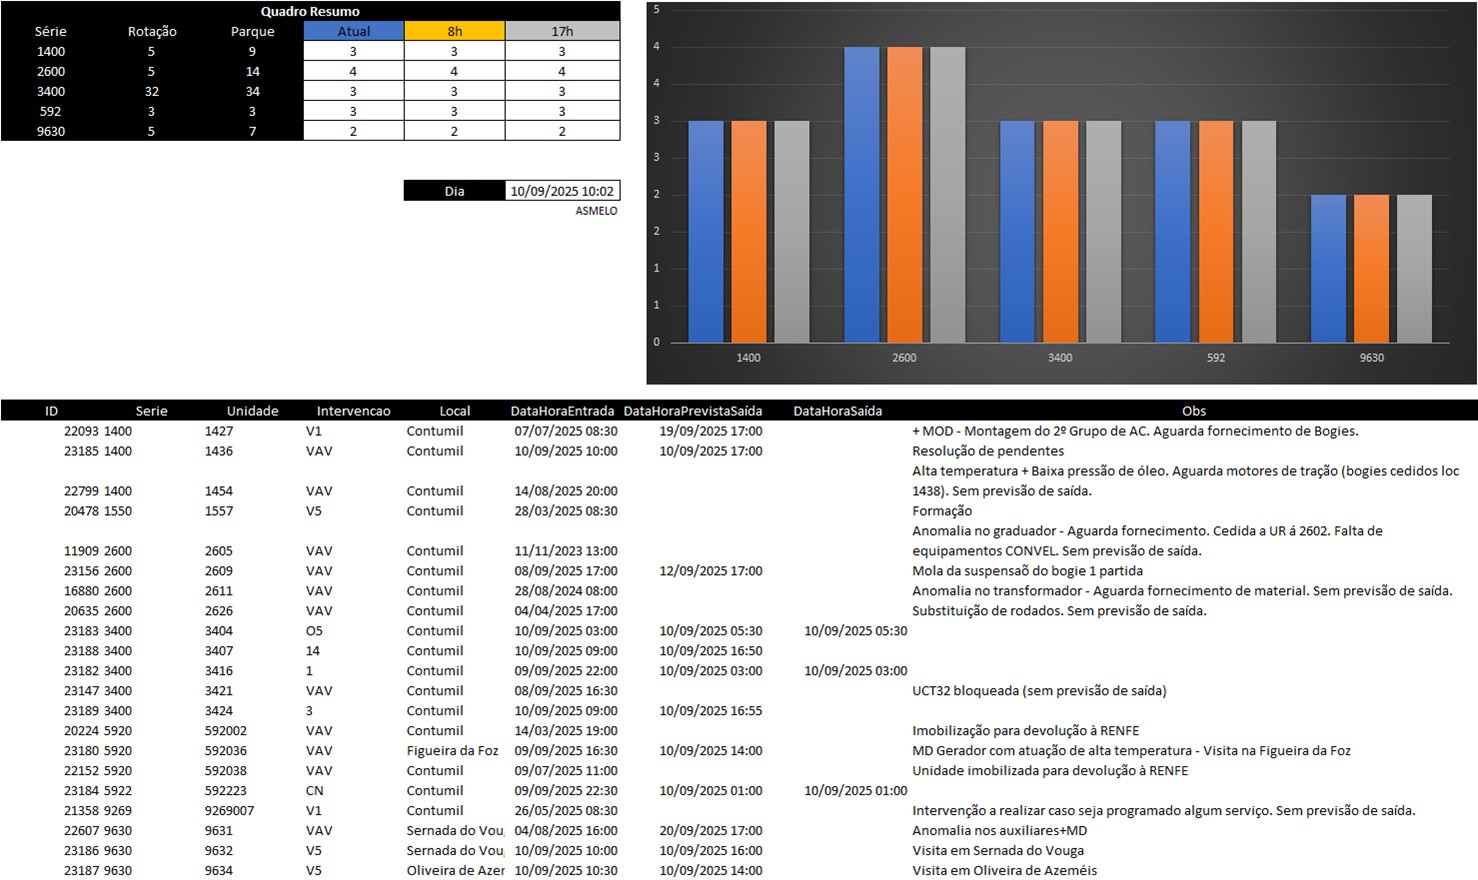 Quadro Resumo
Série Rotação Parque Atual 8h 17h
1400 5 9 3 3 3
2600 5 14 4 4 4
3400 32 34 3 3 3
592 3 3 3 3 3
9630 5 7 2 2 2
Dia 10/09/2025 10:02
ASMELO
5
4
4
3
3
2
2
1
1
0
1400 2600 3400 592 9630
ID Serie Unidade Intervencao Local DataHoraEntrada DataHoraPrevistaSaída DataHoraSaída Obs
22093 1400 1427 V1 Contumil 07/07/2025 08:30 19/09/2025 17:00 + MOD - Montagem do 2º Grupo de AC. Aguarda fornecimento de Bogies.
23185 1400 1436 VAV Contumil 10/09/2025 10:00 10/09/2025 17:00 Resolução de pendentes
Alta temperatura + Baixa pressão de óleo. Aguarda motores de tração (bogies cedidos loc
22799 1400 1454 VAV Contumil 14/08/2025 20:00 1438). Sem previsão de saída.
20478 1550 1557 V5 Contumil 28/03/2025 08:30 Formação
Anomalia no graduador - Aguarda fornecimento. Cedida a UR á 2602. Falta de
11909 2600 2605 VAV Contumil 11/11/2023 13:00 equipamentos CONVEL. Sem previsão de saída.
23156 2600 2609 VAV Contumil 08/09/2025 17:00 12/09/2025 17:00 Mola da suspensaõ do bogie 1 partida
16880 2600 2611 VAV Contumil 28/08/2024 08:00 Anomalia no transformador - Aguarda fornecimento de material. Sem previsão de saída.
20635 2600 2626 VAV Contumil 04/04/2025 17:00 Substituição de rodados. Sem previsão de saída.
23183 3400 3404 O5 Contumil 10/09/2025 03:00 10/09/2025 05:30 10/09/2025 05:30
23188 3400 3407 14 Contumil 10/09/2025 09:00 10/09/2025 16:50
23182 3400 3416 1 Contumil 09/09/2025 22:00 10/09/2025 03:00 10/09/2025 03:00
23147 3400 3421 VAV Contumil 08/09/2025 16:30 UCT32 bloqueada (sem previsão de saída)
23189 3400 3424 3 Contumil 10/09/2025 09:00 10/09/2025 16:55
20224 5920 592002 VAV Contumil 14/03/2025 19:00 Imobilização para devolução à RENFE
23180 5920 592036 VAV Figueira da Foz 09/09/2025 16:30 10/09/2025 14:00 MD Gerador com atuação de alta temperatura - Visita na Figueira da Foz
22152 5920 592038 VAV Contumil 09/07/2025 11:00 Unidade imobilizada para devolução à RENFE
23184 5922 592223 CN Contumil 09/09/2025 22:30 10/09/2025 01:00 10/09/2025 01:00
21358 9269 9269007 V1 Contumil 26/05/2025 08:30 Intervenção a realizar caso seja programado algum serviço. Sem previsão de saída.
22607 9630 9631 VAV Sernada do Vou 04/08/2025 16:00 20/09/2025 17:00 Anomalia nos auxiliares+MD
23186 9630 9632 V5 Sernada do Vou 10/09/2025 10:00 10/09/2025 16:00 Visita em Sernada do Vouga
23187 9630 9634 V5 Oliveira de Azer 10/09/2025 10:30 10/09/2025 14:00 Visita em Oliveira de Azeméis